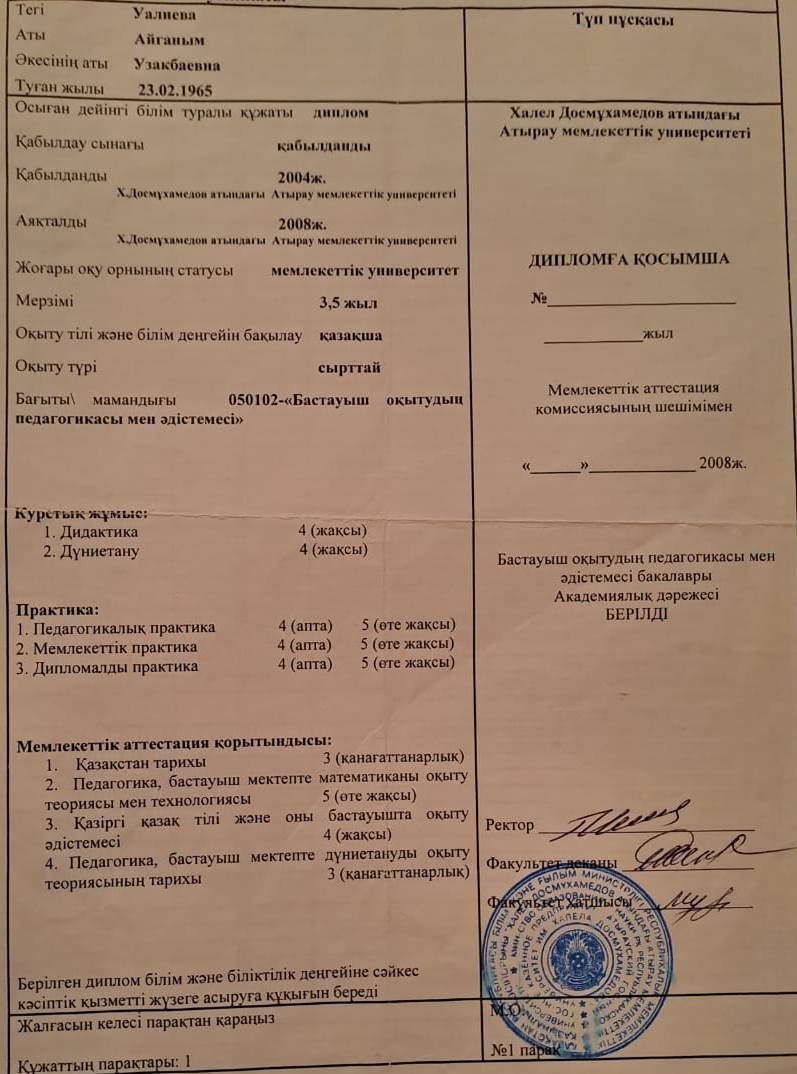 Тегі Уалиева
Аты Айганым
Әкесінің аты Узакбаевна
Туған жылы 23.02.1965
Осыған дейінгі білім туралы құжаты диплом
Қабылдау сынағы қабылданды
Қабылданды 2004ж.
Х.Досмұхамедов атындағы Атырау мемлекеттік университеті
Аяқталды 2008ж.
Х.Досмұхамедов атындағы Атырау мемлекеттік университеті
Жоғары оқу орнының статусы мемлекеттік университет
Мерзімі 3,5 жыл
Оқыту тілі және білім деңгейін бақылау қазақша
Оқыту түрі сырттай
Бағыты\ мамандығы 050102-«Бастауыш оқытудың
педагогикасы мен әдістемесі»
Курстық жұмыс:
1. Дидактика 4 (жақсы)
2. Дүниетану 4 (жақсы)
Практика:
1. Педагогикалық практика 4 (апта) 5 (өте жақсы)
2. Мемлекеттік практика 4 (апта) 5 (өте жақсы)
3. Дипломалды практика 4 (апта) 5 (өте жақсы)
Мемлекеттік аттестация қорытындысы:
1. Қазақстан тарихы 3 (қанағаттанарлық)
2. Педагогика, бастауыш мектепте математиканы оқыту
теориясы мен технологиясы 5 (өте жақсы)
3. Қазіргі қазақ тілі және оны бастауышта оқыту
әдістемесі 4 (жақсы)
4. Педагогика, бастауыш мектепте дүниетануды оқыту
теориясының тарихы 3 (қанағаттанарлық)
Берілген диплом білім және біліктілік деңгейіне сәйкес
кәсіптік қызметті жүзеге асыруға құқығын береді
Жалғасын келесі парақтан қараңыз
Құжаттың парақтары: 1
Түп нұсқасы
Халел Досмұхамедов атындағы
Атырау мемлекеттік университеті
ДИПЛОМҒА ҚОСЫМША
№____________
____________жыл
Мемлекеттік аттестация
комиссиясының шешімімен
«______»____________ 2008ж.
Бастауыш оқытудың педагогикасы мен
әдістемесі бакалавры
Академиялық дәрежесі
БЕРІЛДІ
Ректор
Факультет деканы
Факультет хатшысы
М.О.
№1 парақ